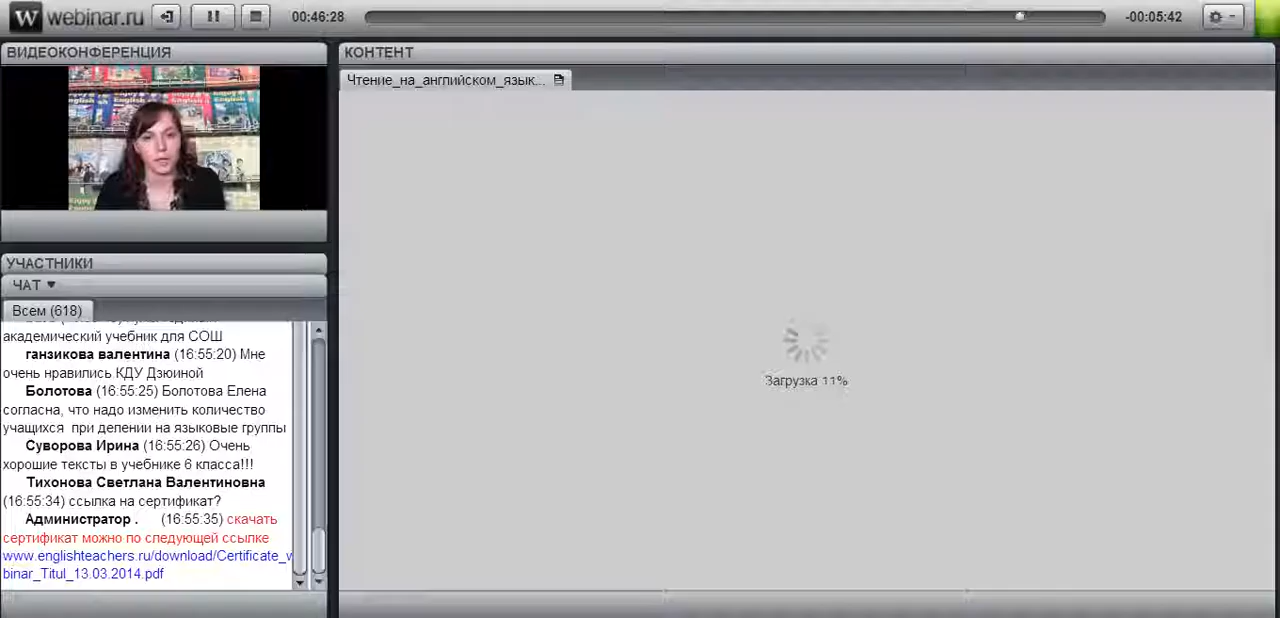 webinar.ru
00:46:28
-00:05:42
ВИДЕОКОНФЕРЕНЦИЯ
КОНТЕНТ
Чтение_на_англ​ийском_язык...
УЧАСТНИКИ
ЧАТ
Всем (618)
академический учебник для СОШ
ганзикова валентина (16:55:20) Мне
очень нравились КДУ Дзюиной
Болотова (16:55:25) Болотова Елена
согласна, что надо изменить количество
учащихся при делении на языковые группы
Суворова Ирина (16:55:26) Очень
хорошие тексты в учебнике 6 класса!!!
Тихонова Светлана Валентиновна
(16:55:34) ссылка на сертификат?
Администратор . (16:55:35) скачать
сертификат можно по следующей ссылке
www.englishteachers.ru/download/Certificate_w
binar_Titul_13.03.2014.pdf
Загрузка 11%